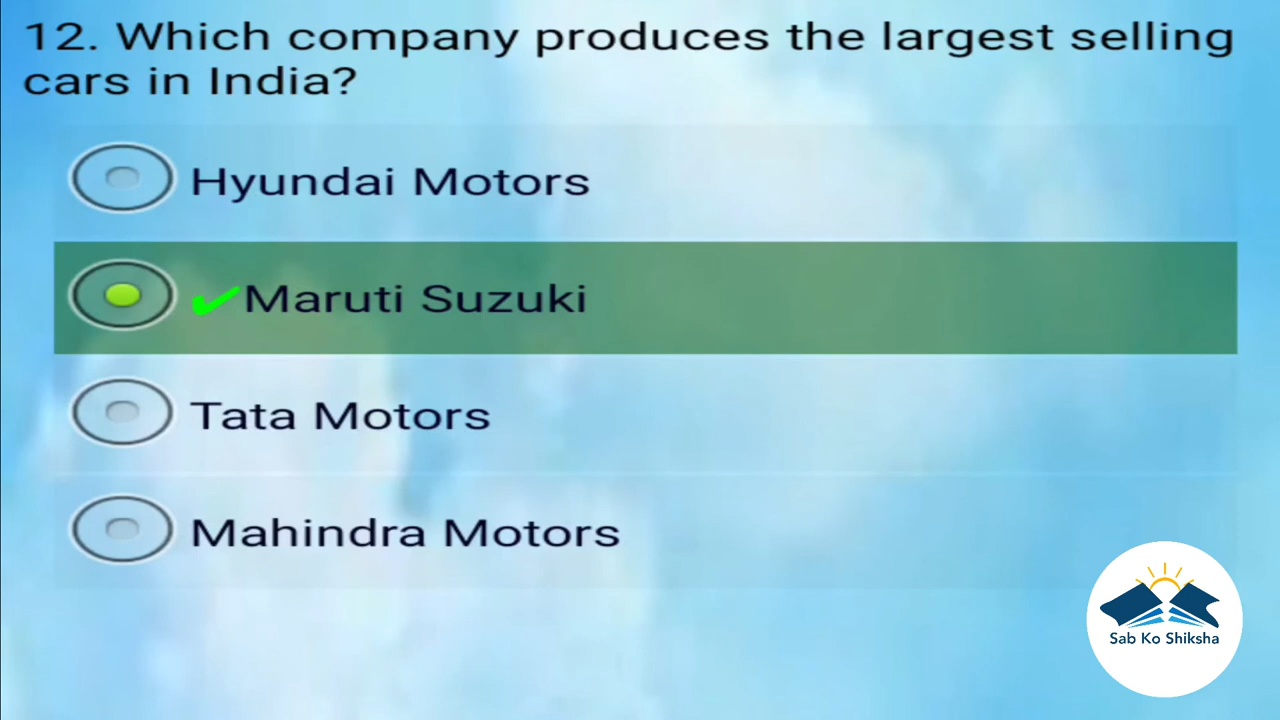 12. Which company produces the largest selling
cars in India?
Hyundai Motors
✔Maruti Suzuki
Tata Motors
Mahindra Motors
Sab Ko Shiksha